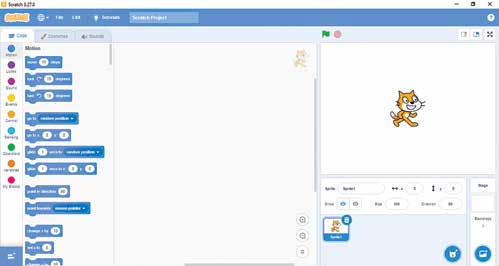 Scratch 3.27.0
SCRATCH File Edit Tutorials Scratch Project
Code Costumes Sounds
Motion
Looks
Sound
Events
Control
Sensing
Operators
Variables
My Blocks
Motion
move 10 steps
turn 15 degrees
turn 15 degrees
go to random position
go to x: 0 y: 0
glide 1 secs to random position
glide 1 secs to x: 0 y: 0
point in direction 90
point towards mouse-pointer
change x by 10
set x to 0
Sprite Sprite1 x 0 y 0
Show Size 100 Direction 90
Sprite1
Stage
Backdrops